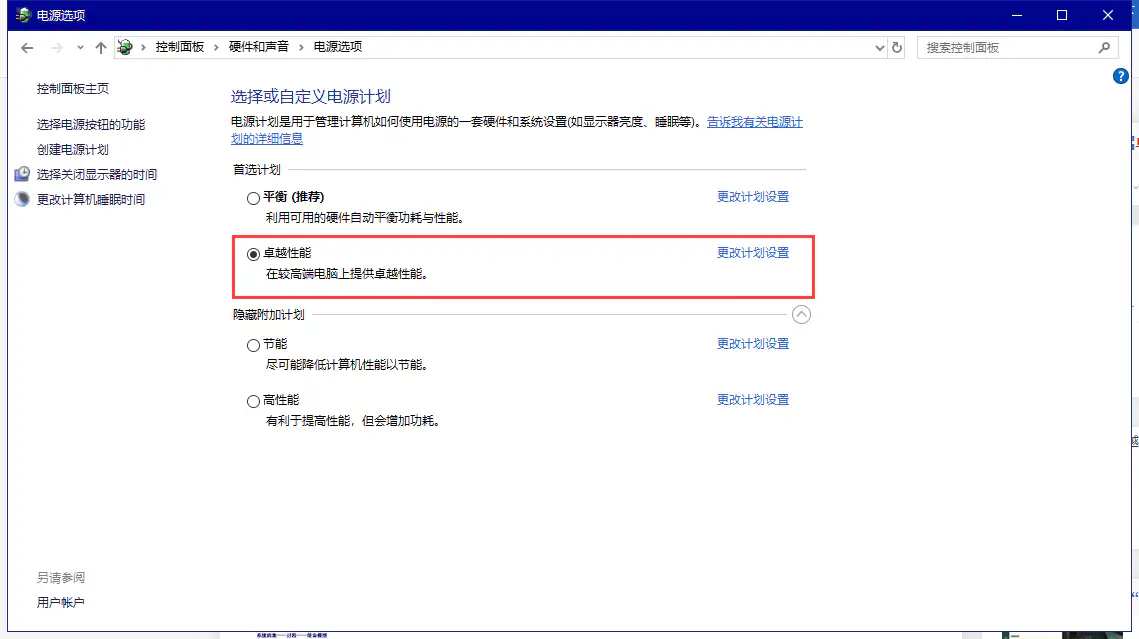 电源选项
控制面板 › 硬件和声音 › 电源选项
搜索控制面板
控制面板主页
选择电源按钮的功能
创建电源计划
选择关闭显示器的时间
更改计算机睡眠时间
选择或自定义电源计划
电源计划是用于管理计算机如何使用电源的一套硬件和系统设置(如显示器亮度、睡眠等)。告诉我有关电源计
划的详细信息
首选计划
平衡 (推荐) 更改计划设置
利用可用的硬件自动平衡功耗与性能。
卓越性能 更改计划设置
在较高端电脑上提供卓越性能。
隐藏附加计划
节能 更改计划设置
尽可能降低计算机性能以节能。
高性能 更改计划设置
有利于提高性能，但会增加功耗。
另请参阅
用户帐户